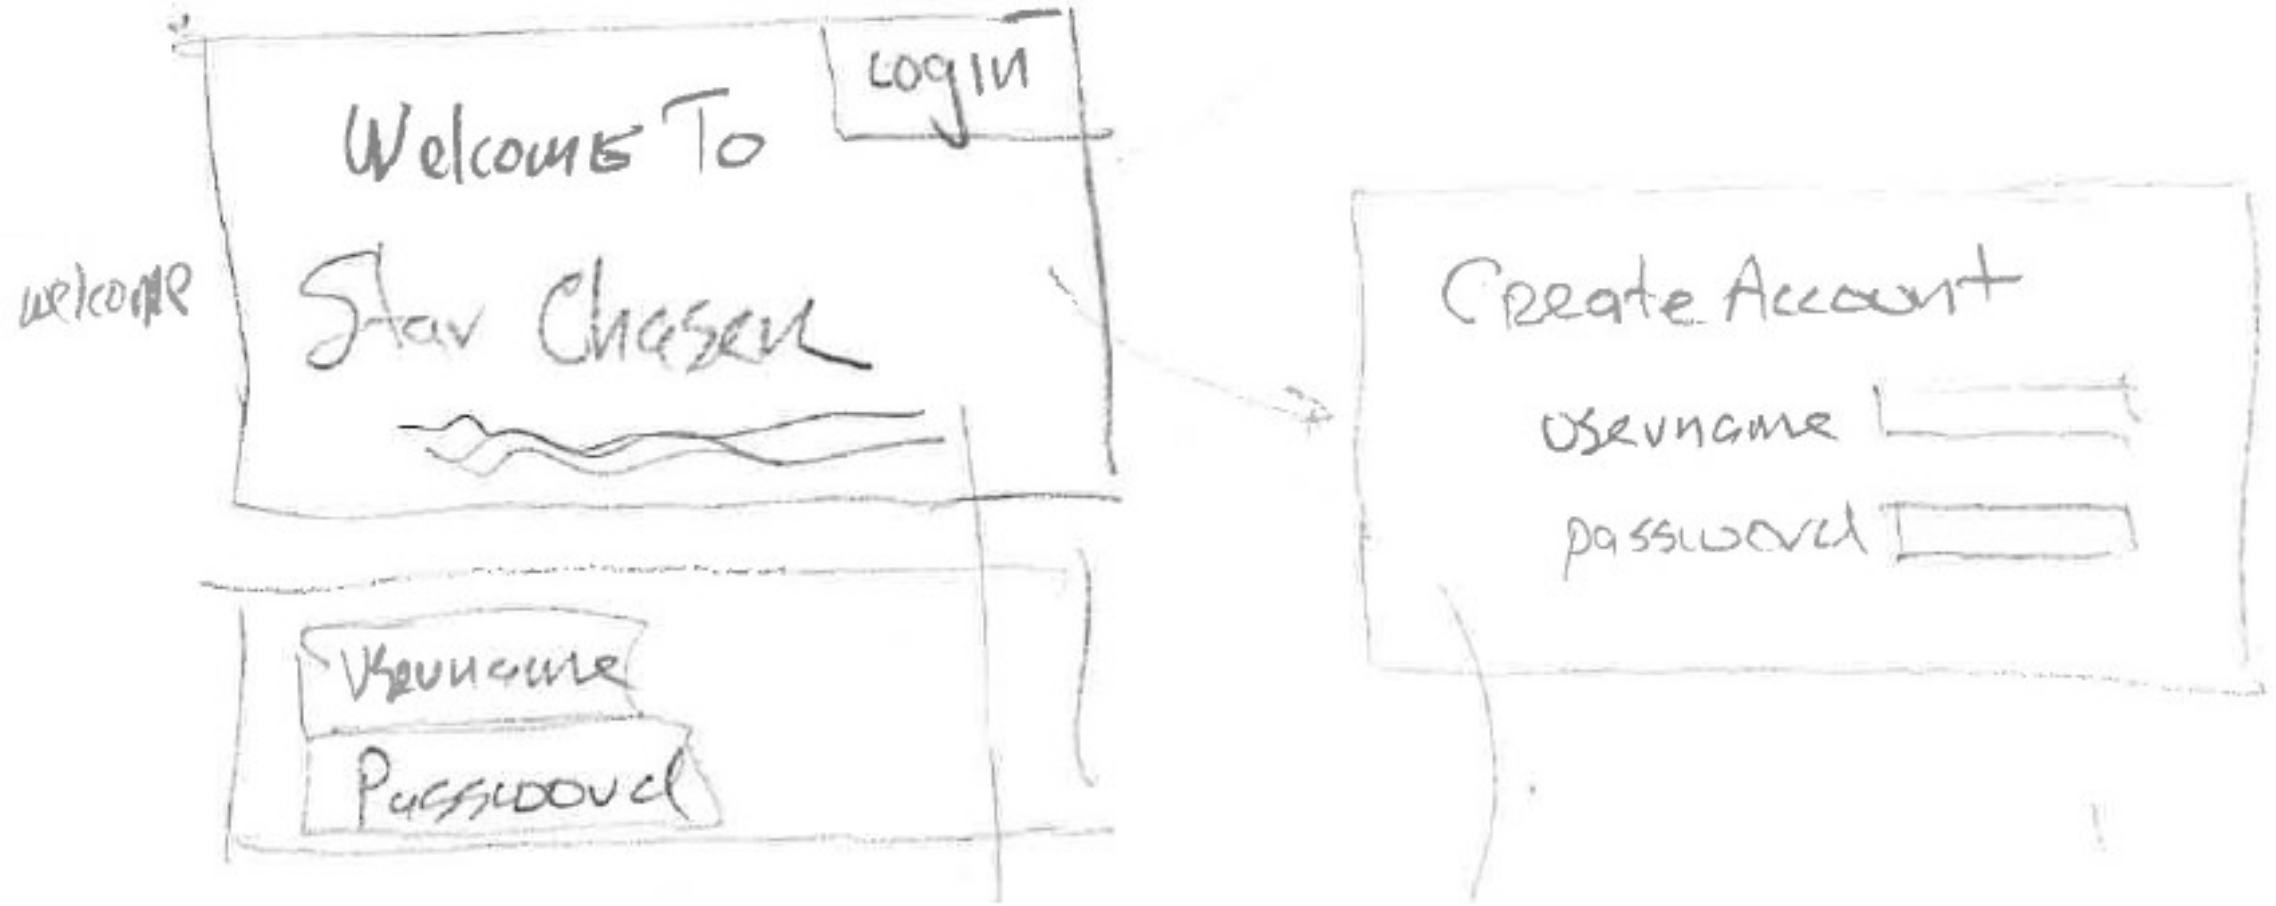 Login
Welcome To
Star Chaser
welcome
Username
Password
Create Account
username
password